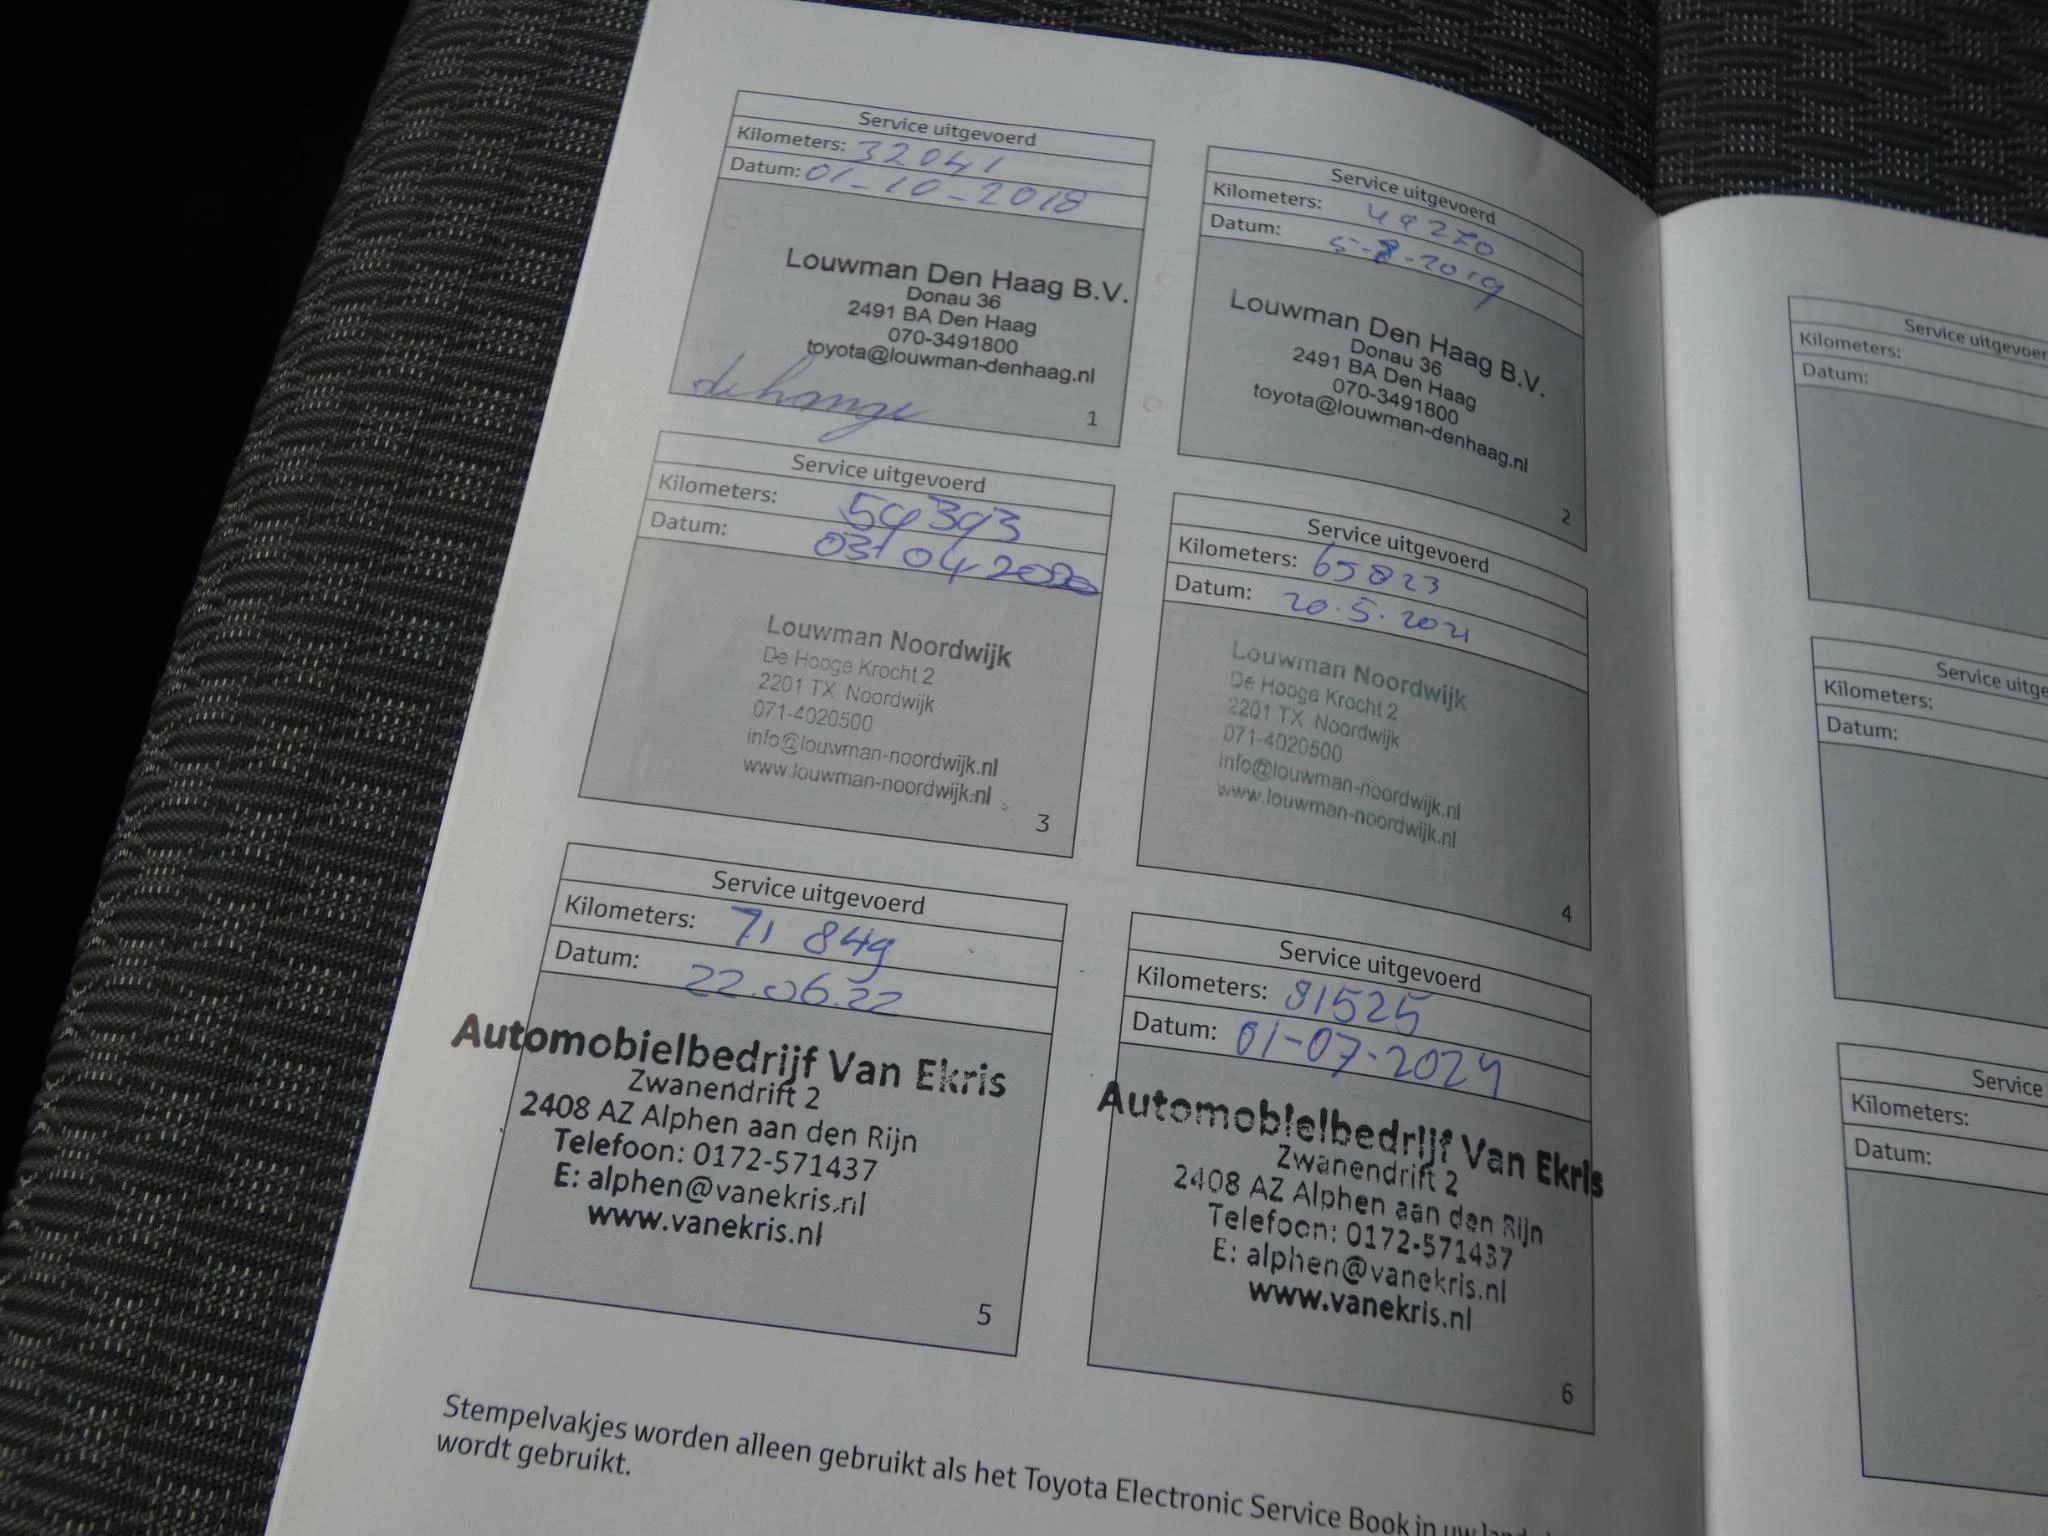 Service uitgevoerd
Kilometers: 32041
Datum: 01-10-2018
Louwman Den Haag B.V.
Donau 36
2491 BA Den Haag
070-3491800
toyota@louwman-denhaag.nl
1
Service uitgevoerd
Kilometers: 49270
Datum: 5-8-2019
Louwman Den Haag B.V.
Donau 36
2491 BA Den Haag
070-3491800
toyota@louwman-denhaag.nl
2
Service uitgevoerd
Kilometers: 59393
Datum: 03 04 2020
Louwman Noordwijk
De Hooge Krocht 2
2201 TX Noordwijk
071-4020500
info@louwman-noordwijk.nl
www.louwman-noordwijk.nl
3
Service uitgevoerd
Kilometers: 65823
Datum: 20.5.2021
Louwman Noordwijk
De Hooge Krocht 2
2201 TX Noordwijk
071-4020500
info@louwman-noordwijk.nl
www.louwman-noordwijk.nl
4
Service uitgevoerd
Kilometers: 71 849
Datum: 22.06.22
Automobielbedrijf Van Ekris
Zwanendrift 2
2408 AZ Alphen aan den Rijn
Telefoon: 0172-571437
E: alphen@vanekris.nl
www.vanekris.nl
5
Service uitgevoerd
Kilometers: 81525
Datum: 01-07-2024
Automobielbedrijf Van Ekris
Zwanendrift 2
2408 AZ Alphen aan den Rijn
Telefoon: 0172-571437
E: alphen@vanekris.nl
www.vanekris.nl
6
Stempelvakjes worden alleen gebruikt als het Toyota Electronic Service Book in uw
wordt gebruikt.
Service
Kilometers:
Datum:
Service
Kilometers:
Datum:
Service
Kilometers:
Datum: